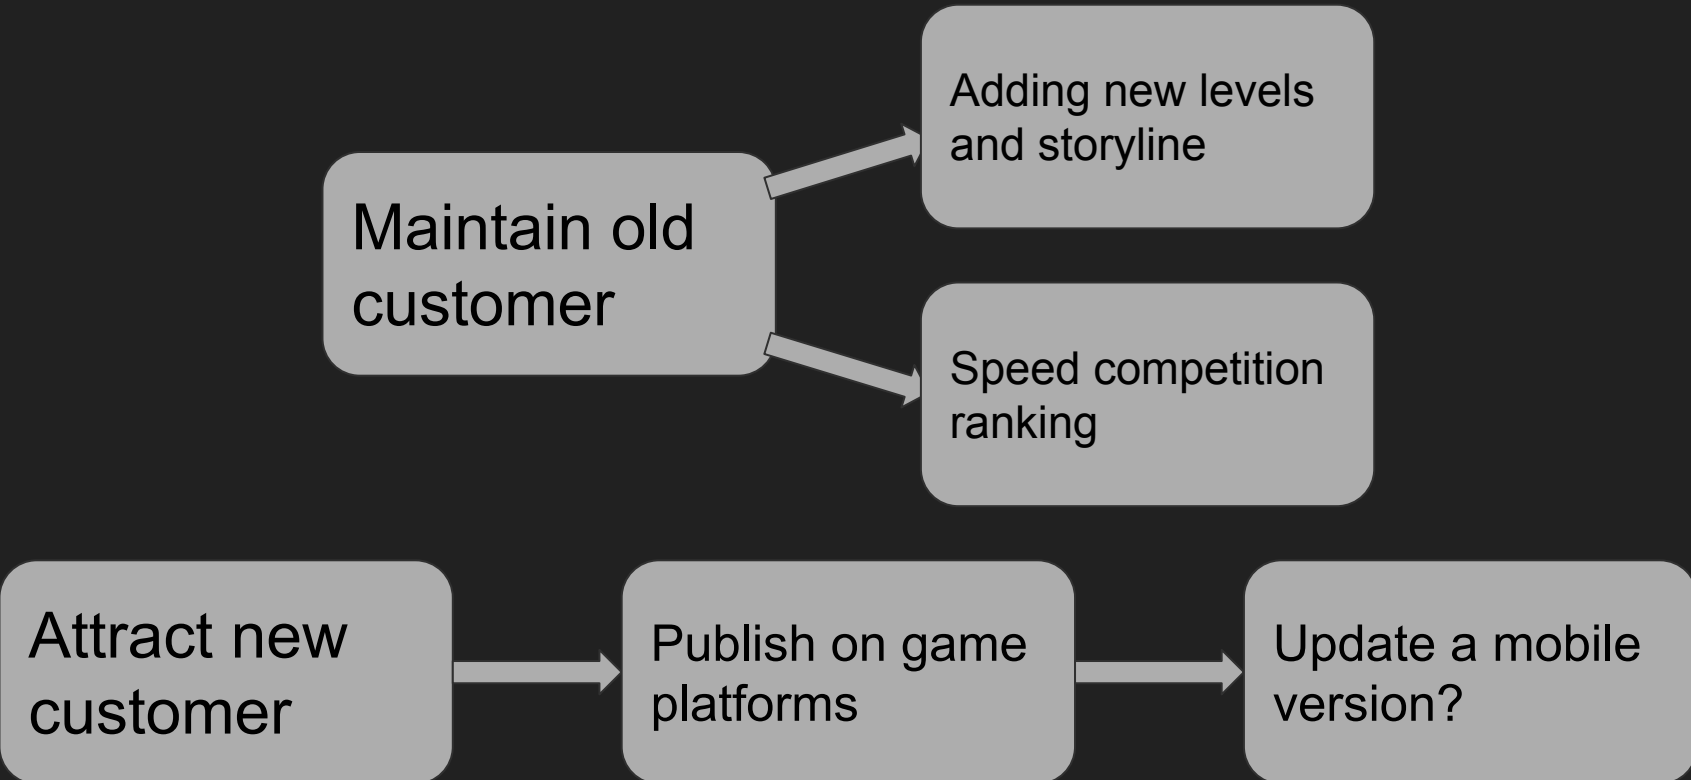 Adding new levels
and storyline
Maintain old
customer
Speed competition
ranking
Attract new
customer
Publish on game
platforms
Update a mobile
version?